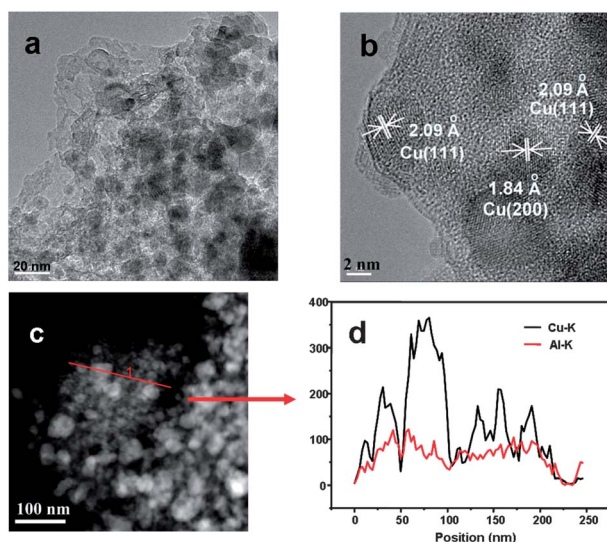 a
20 nm
b
2.09 Å
Cu(111)
2.09 Å
Cu(111)
1.84 Å
Cu(200)
2 nm
c
1
100 nm
d
400
300
200
100
0
Cu-K
Al-K
0 50 100 150 200 250
Position (nm)